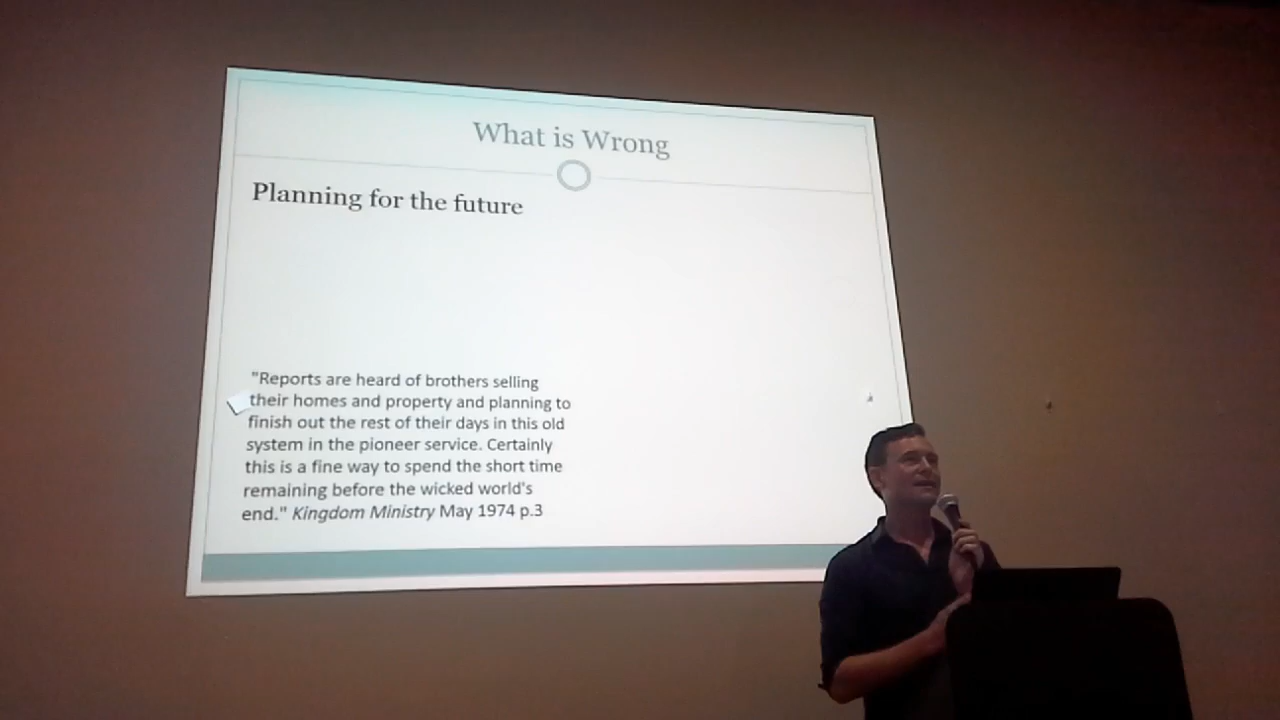 What is Wrong
Planning for the future
"Reports are heard of brothers selling
their homes and property and planning to
finish out the rest of their days in this old
system in the pioneer service. Certainly
this is a fine way to spend the short time
remaining before the wicked world's
end." Kingdom Ministry May 1974 p.3